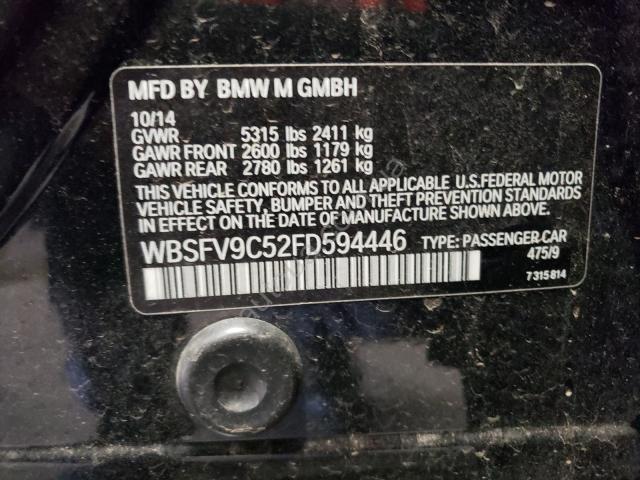 MFD BY BMW M GMBH
10/14
GVWR 5315 lbs 2411 kg
GAWR FRONT 2600 lbs 1179 kg
GAWR REAR 2780 lbs 1261 kg
THIS VEHICLE CONFORMS TO ALL APPLICABLE U.S.FEDERAL MOTOR
VEHICLE SAFETY, BUMPER AND THEFT PREVENTION STANDARDS
IN EFFECT ON THE DATE OF MANUFACTURE SHOWN ABOVE.
WBSFV9C52FD594446 TYPE: PASSENGER CAR
475/9
7315814